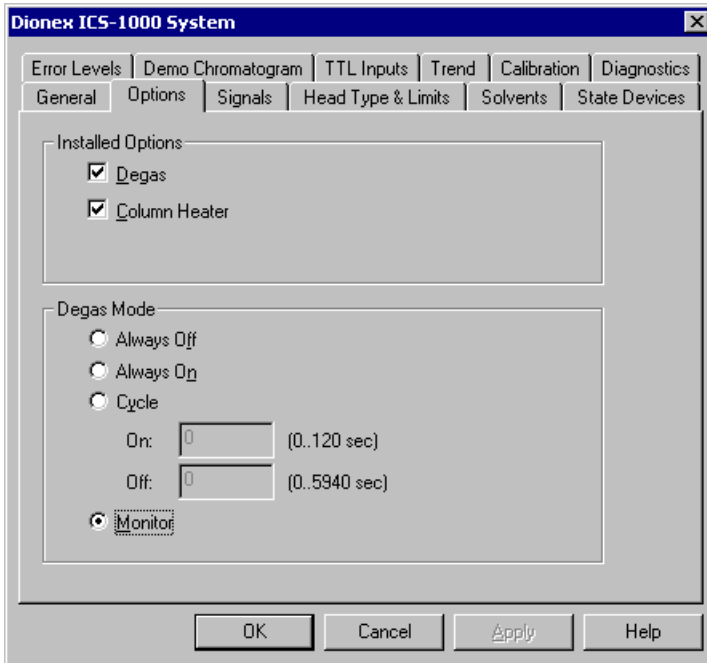 Dionex ICS-1000 System
Error Levels Demo Chromatogram TTL Inputs Trend Calibration Diagnostics
General Options Signals Head Type & Limits Solvents State Devices
Installed Options
Degas
Column Heater
Degas Mode
Always Off
Always On
Cycle
On: 0 (0..120 sec)
Off: 0 (0..5940 sec)
Monitor
OK Cancel Apply Help